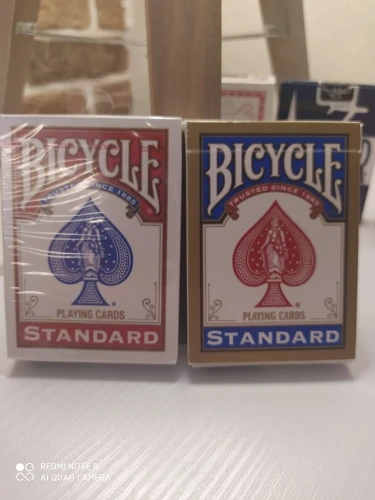 BICYCLE
TRUSTED SINCE 1885
®
PLAYING CARDS
STANDARD
BICYCLE
TRUSTED SINCE 1885
®
PLAYING CARDS
STANDARD
REDMI NOTE 8
AI QUAD CAMERA